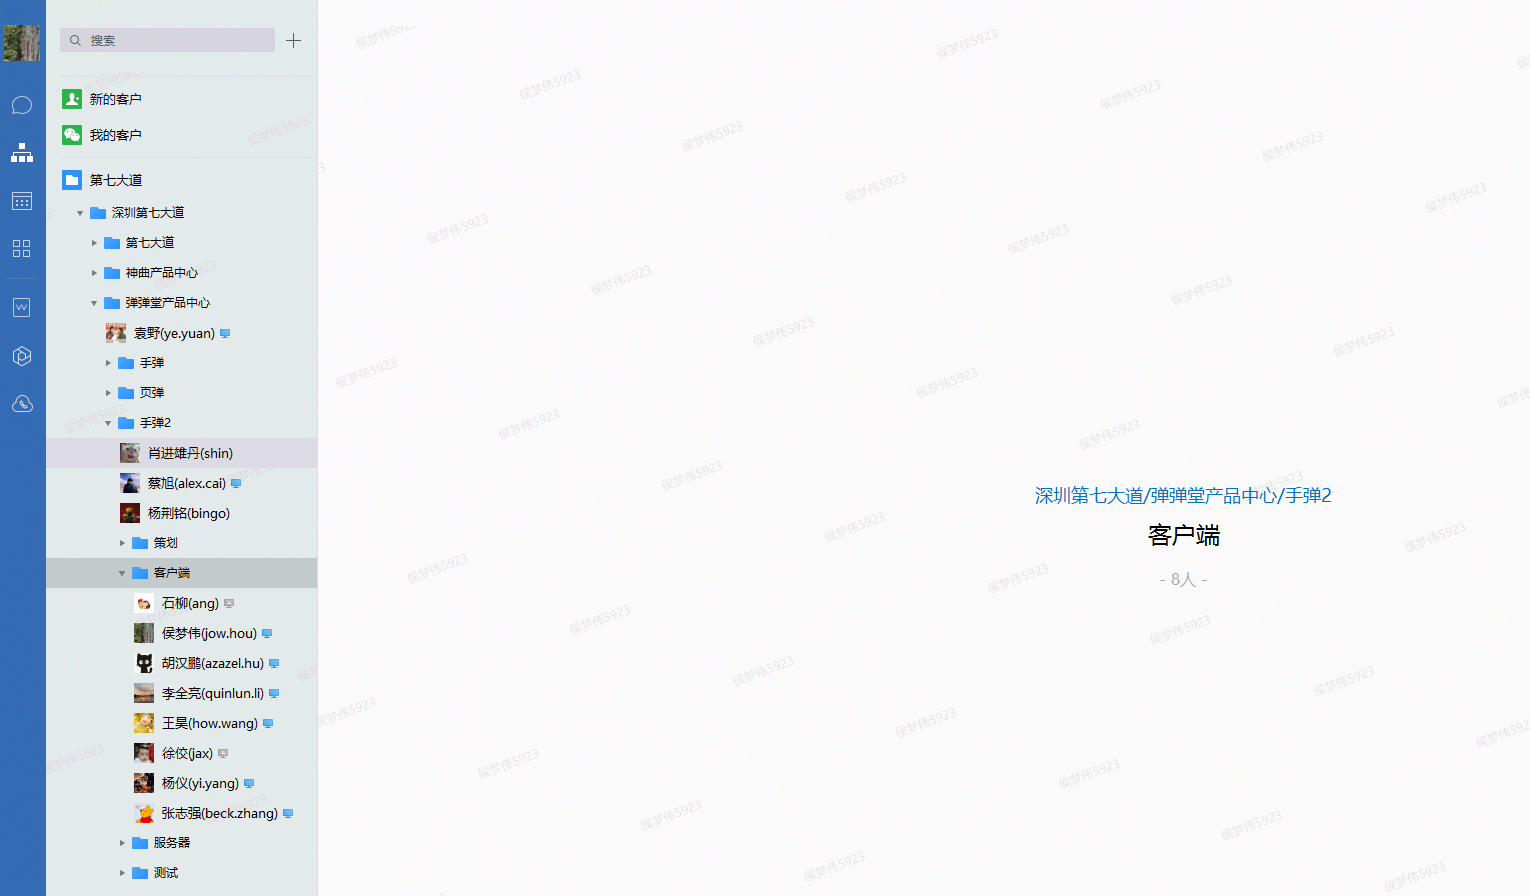 搜索
新的客户
我的客户
第七大道
深圳第七大道
第七大道
神曲产品中心
弹弹堂产品中心
袁野(ye.yuan)
手弹
页弹
手弹2
肖进雄丹(shin)
蔡旭(alex.cai)
杨荆铭(bingo)
策划
客户端
石柳(ang)
侯梦伟(jow.hou)
胡汉鹏(azazel.hu)
李全亮(quinlun.li)
王昊(how.wang)
徐佼(jax)
杨仪(yi.yang)
张志强(beck.zhang)
服务器
测试
深圳第七大道/弹弹堂产品中心/手弹2
客户端
- 8人 -
侯梦伟5923